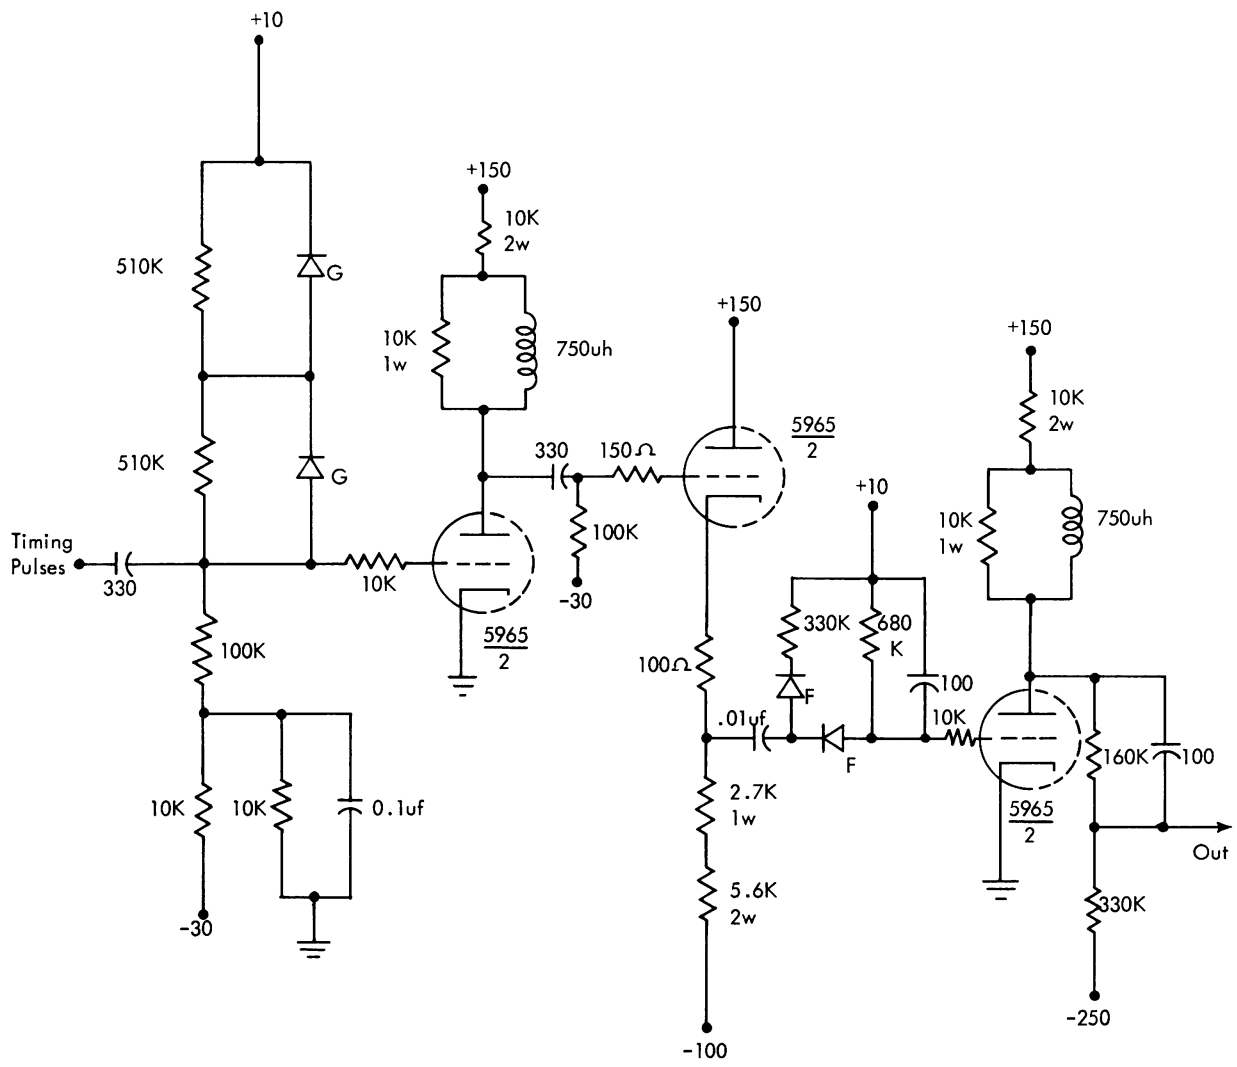 +10
510K
G
510K
G
Timing
Pulses
330
10K
100K
10K
10K
0.1uf
-30
+150
10K
2w
10K
1w
750uh
5965
2
330
150Ω
100K
-30
+150
5965
2
100Ω
.01uf
2.7K
1w
5.6K
2w
-100
+10
330K
680
K
F
F
100
10K
+150
10K
2w
10K
1w
750uh
5965
2
160K
100
Out
330K
-250